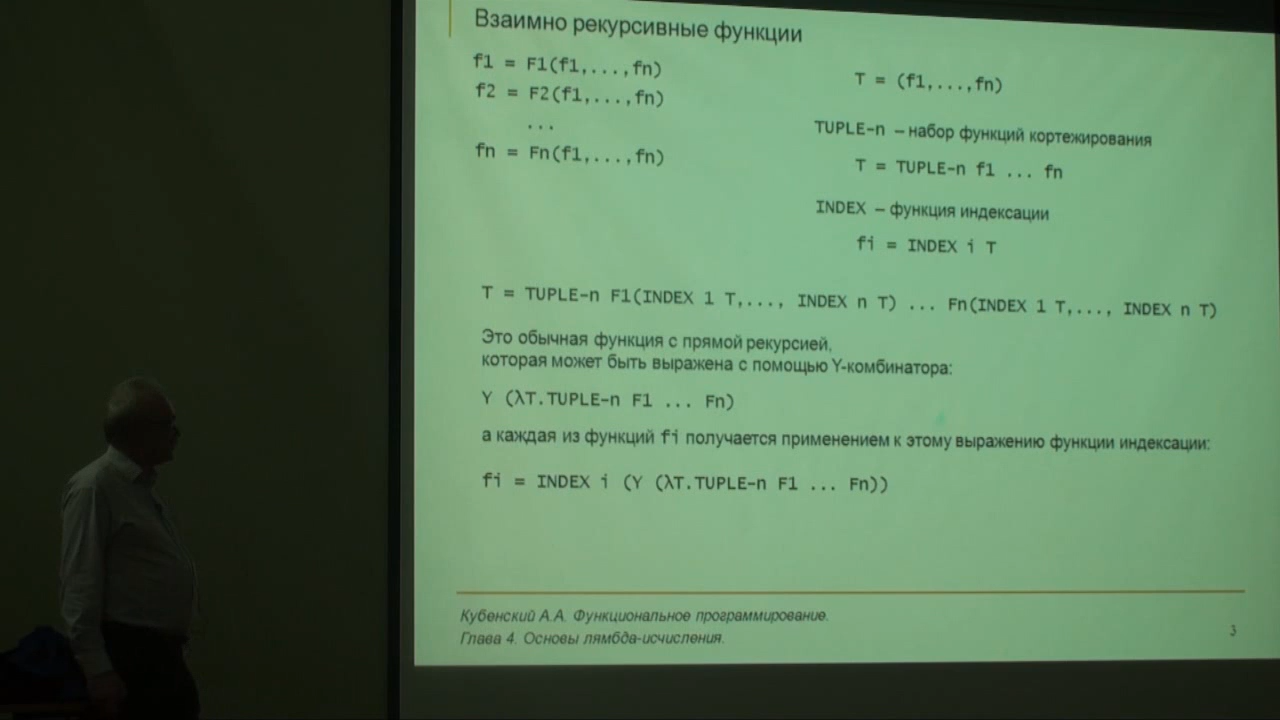 Взаимно рекурсивные функции
f1 = F1(f1,...,fn)
f2 = F2(f1,...,fn)
...
fn = Fn(f1,...,fn)
T = (f1,...,fn)
TUPLE-n – набор функций кортежирования
T = TUPLE-n f1 ... fn
INDEX – функция индексации
fi = INDEX i T
T = TUPLE-n F1(INDEX 1 T,..., INDEX n T) ... Fn(INDEX 1 T,..., INDEX n T)
Это обычная функция с прямой рекурсией,
которая может быть выражена с помощью Y-комбинатора:
Y (λT.TUPLE-n F1 ... Fn)
а каждая из функций fi получается применением к этому выражению функции индексации:
fi = INDEX i (Y (λT.TUPLE-n F1 ... Fn))
Кубенский А.А. Функциональное программирование.
Глава 4. Основы лямбда-исчисления.
3